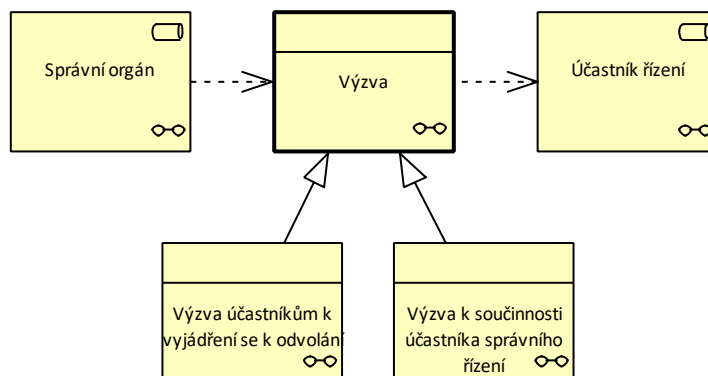 Správní orgán
Výzva
Účastník řízení
Výzva účastníkům k
vyjádření se k odvolání
Výzva k součinnosti
účastníka správního
řízení